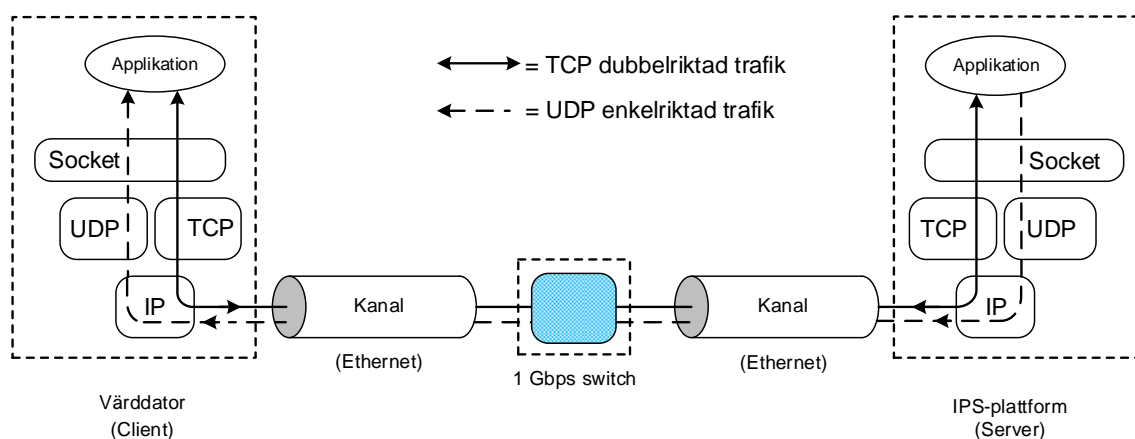 Applikation
= TCP dubbelriktad trafik
= UDP enkelriktad trafik
Applikation
Socket
Socket
UDP
TCP
TCP
UDP
IP
Kanal
Kanal
IP
(Ethernet)
1 Gbps switch
(Ethernet)
Värddator
(Client)
IPS-plattform
(Server)